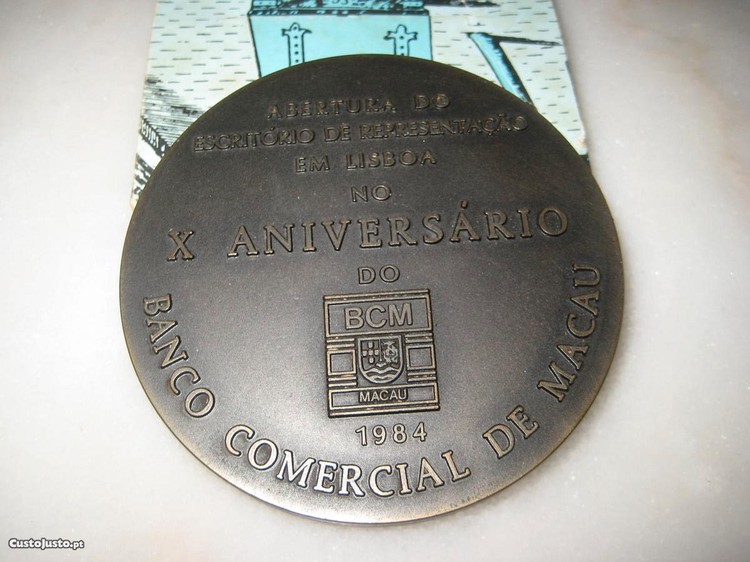 ABERTURA DO
ESCRITÓRIO DE REPRESENTAÇÃO
EM LISBOA
NO
X ANIVERSÁRIO
DO
BCM
MACAU
1984
BANCO COMERCIAL DE MACAU
CustoJusto.pt